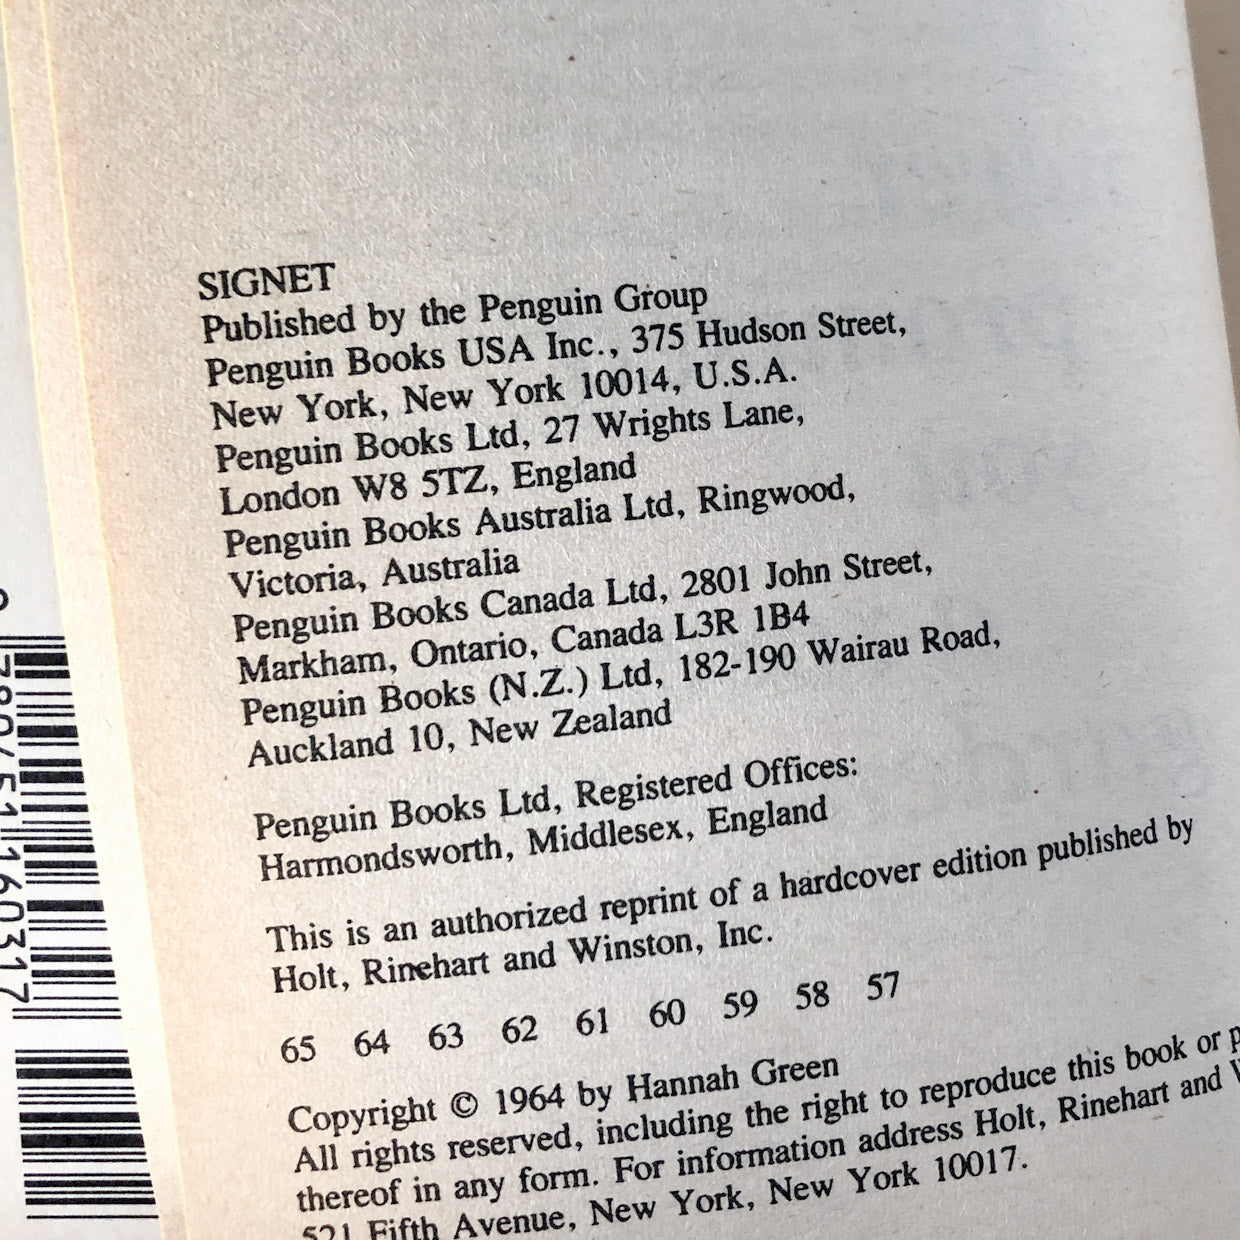 SIGNET
Published by the Penguin Group
Penguin Books USA Inc., 375 Hudson Street,
New York, New York 10014, U.S.A.
Penguin Books Ltd, 27 Wrights Lane,
London W8 5TZ, England
Penguin Books Australia Ltd, Ringwood,
Victoria, Australia
Penguin Books Canada Ltd, 2801 John Street,
Markham, Ontario, Canada L3R 1B4
Penguin Books (N.Z.) Ltd, 182-190 Wairau Road,
Auckland 10, New Zealand
Penguin Books Ltd, Registered Offices:
Harmondsworth, Middlesex, England
This is an authorized reprint of a hardcover edition published by
Holt, Rinehart and Winston, Inc.
65 64 63 62 61 60 59 58 57
Copyright © 1964 by Hannah Green
All rights reserved, including the right to reproduce this book or
thereof in any form. For information address Holt, Rinehart and
521 Fifth Avenue, New York, New York 10017.